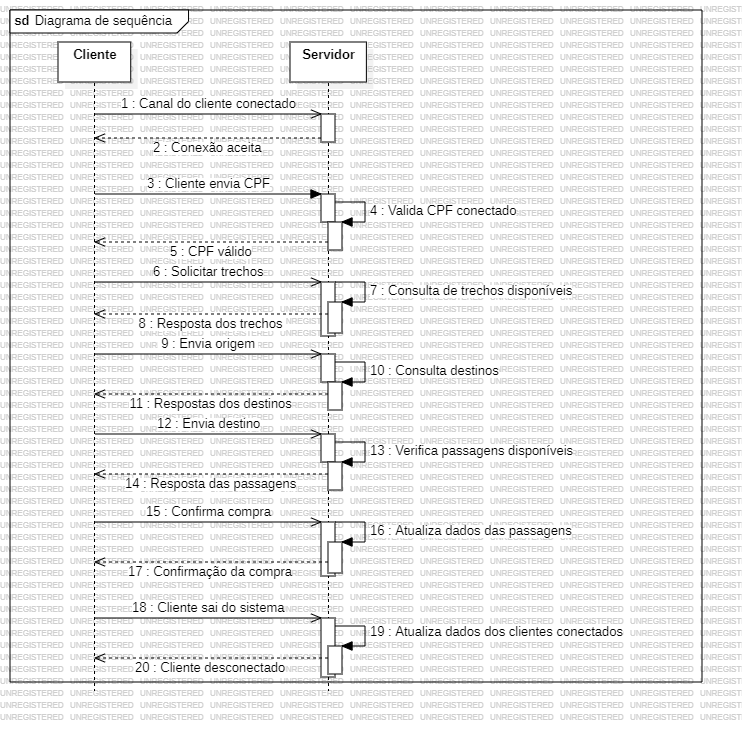 sd Diagrama de sequência
Cliente
Servidor
1 : Canal do cliente conectado
2 : Conexão aceita
3 : Cliente envia CPF
4 : Valida CPF conectado
5 : CPF válido
6 : Solicitar trechos
7 : Consulta de trechos disponíveis
8 : Resposta dos trechos
9 : Envia origem
10 : Consulta destinos
11 : Respostas dos destinos
12 : Envia destino
13 : Verifica passagens disponíveis
14 : Resposta das passagens
15 : Confirma compra
16 : Atualiza dados das passagens
17 : Confirmação da compra
18 : Cliente sai do sistema
19 : Atualiza dados dos clientes conectados
20 : Cliente desconectado
UNREGISTERED